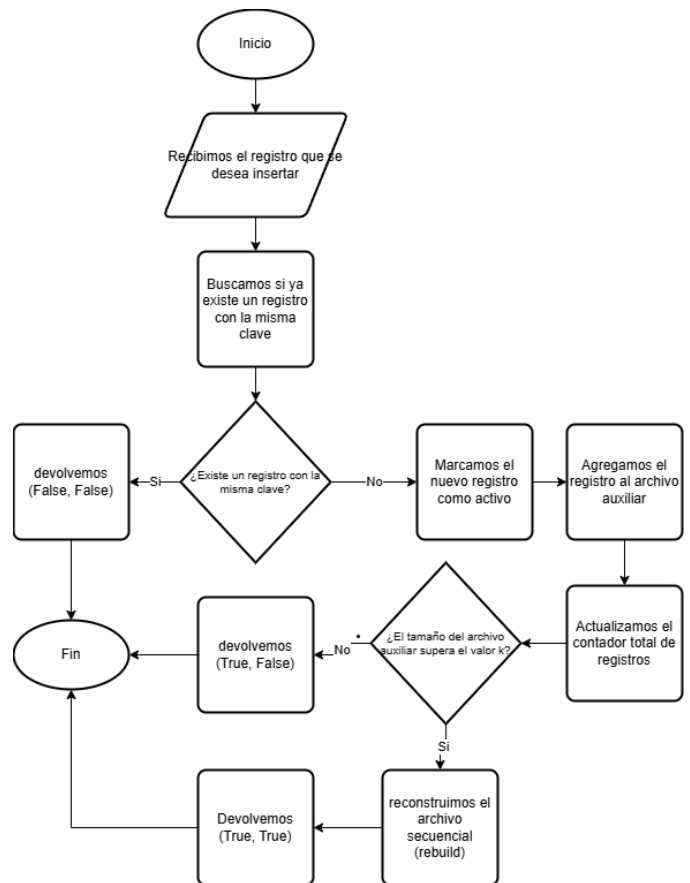 Inicio
Recibimos el registro que se
desea insertar
Buscamos si ya
existe un registro
con la misma
clave
¿Existe un registro con la
misma clave?
Si
devolvemos
(False, False)
No
Marcamos el
nuevo registro
como activo
Agregamos el
registro al archivo
auxiliar
Actualizamos el
contador total de
registros
¿El tamaño del archivo
auxiliar supera el valor k?
No
devolvemos
(True, False)
Fin
Si
reconstruimos el
archivo
secuencial
(rebuild)
Devolvemos
(True, True)